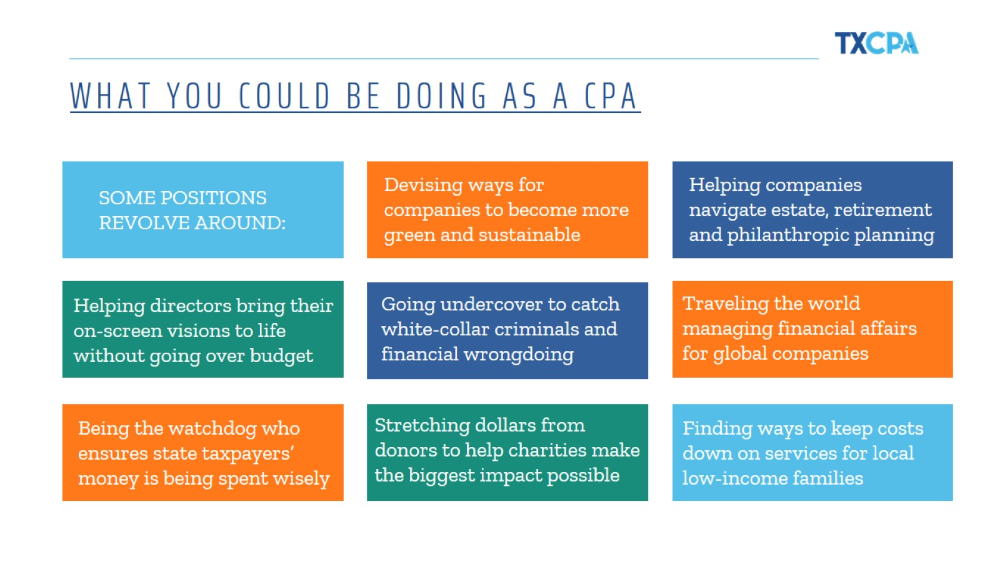 TXCPA
WHAT YOU COULD BE DOING AS A CPA
SOME POSITIONS
REVOLVE AROUND:
Devising ways for
companies to become more
green and sustainable
Helping companies
navigate estate, retirement
and philanthropic planning
Helping directors bring their
on-screen visions to life
without going over budget
Going undercover to catch
white-collar criminals and
financial wrongdoing
Traveling the world
managing financial affairs
for global companies
Being the watchdog who
ensures state taxpayers’
money is being spent wisely
Stretching dollars from
donors to help charities make
the biggest impact possible
Finding ways to keep costs
down on services for local
low-income families